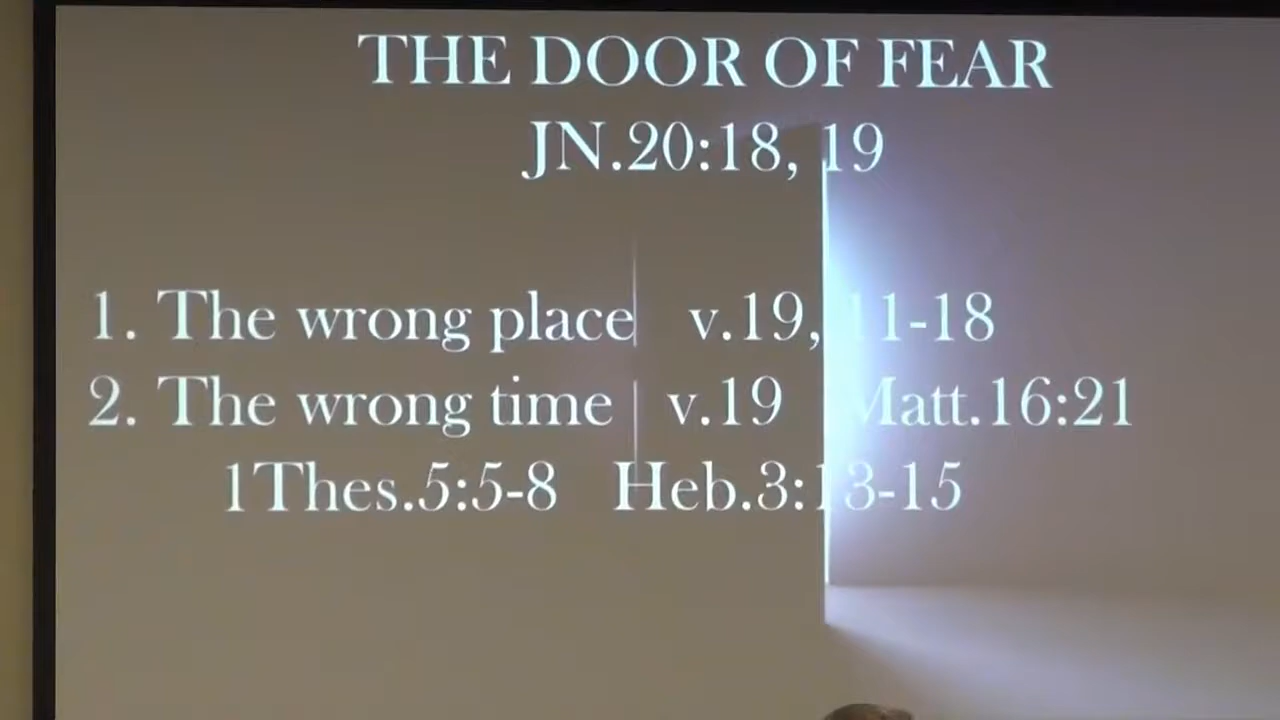 THE DOOR OF FEAR
JN.20:18, 19
1. The wrong place v.19, 11-18
2. The wrong time v.19 Matt.16:21
1Thes.5:5-8 Heb.3:13-15